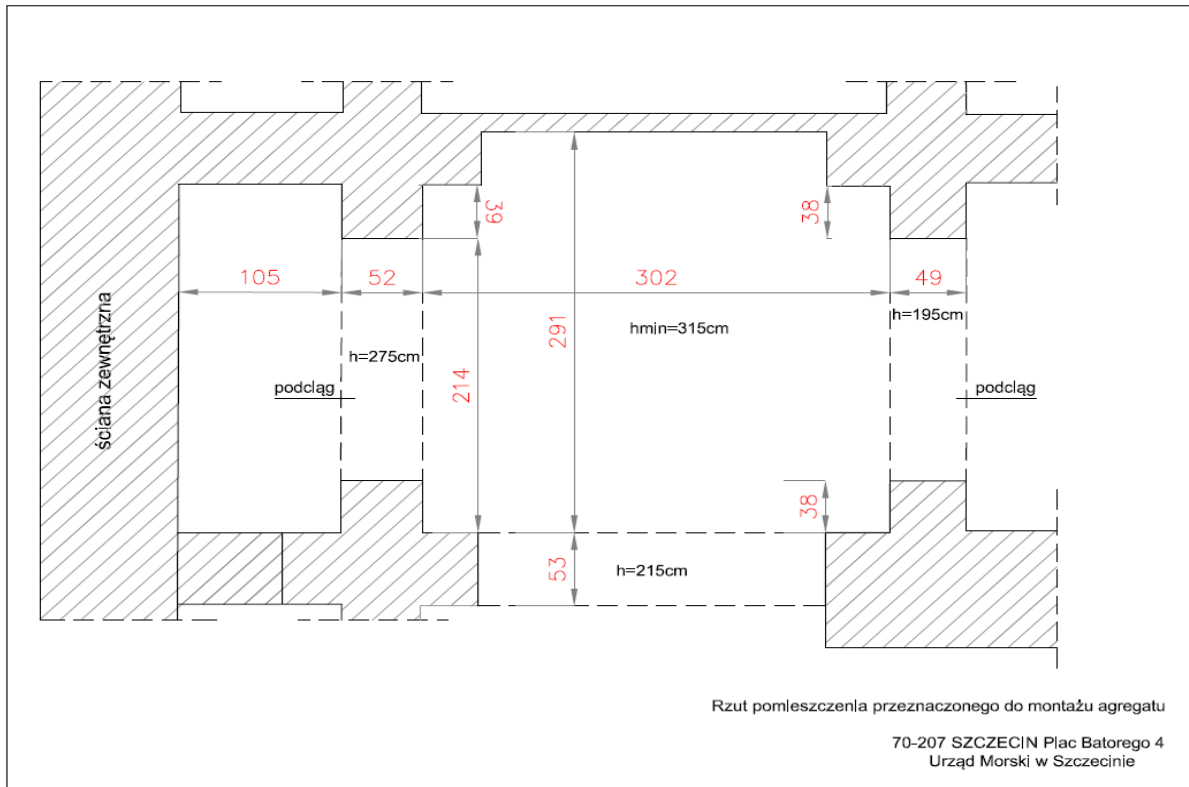 39
38
105
52
302
49
h=195cm
hmin=315cm
291
h=275cm
214
podciąg
podciąg
ściana zewnętrzna
38
53
h=215cm
Rzut pomieszczenia przeznaczonego do montażu agregatu
70-207 SZCZECIN Plac Batorego 4
Urząd Morski w Szczecinie